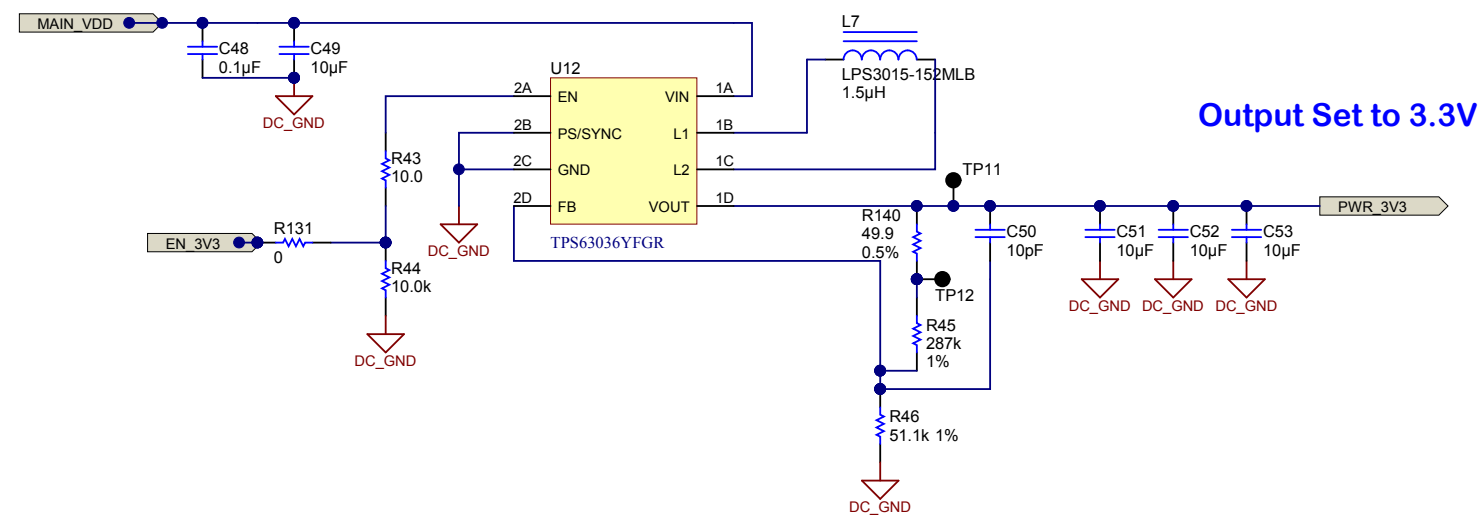 MAIN_VDD
C48
0.1µF
C49
10µF
DC_GND
L7
LPS3015-152MLB
1.5µH
Output Set to 3.3V
U12
2A
EN
VIN
1A
2B
PS/SYNC
L1
1B
2C
GND
L2
1C
2D
FB
VOUT
1D
TPS63036YFGR
R43
10.0
DC_GND
EN_3V3
R131
0
R44
10.0k
DC_GND
TP11
PWR_3V3
R140
49.9
0.5%
C50
10pF
C51
10µF
C52
10µF
C53
10µF
TP12
DC_GND
DC_GND
DC_GND
R45
287k
1%
R46
51.1k 1%
DC_GND